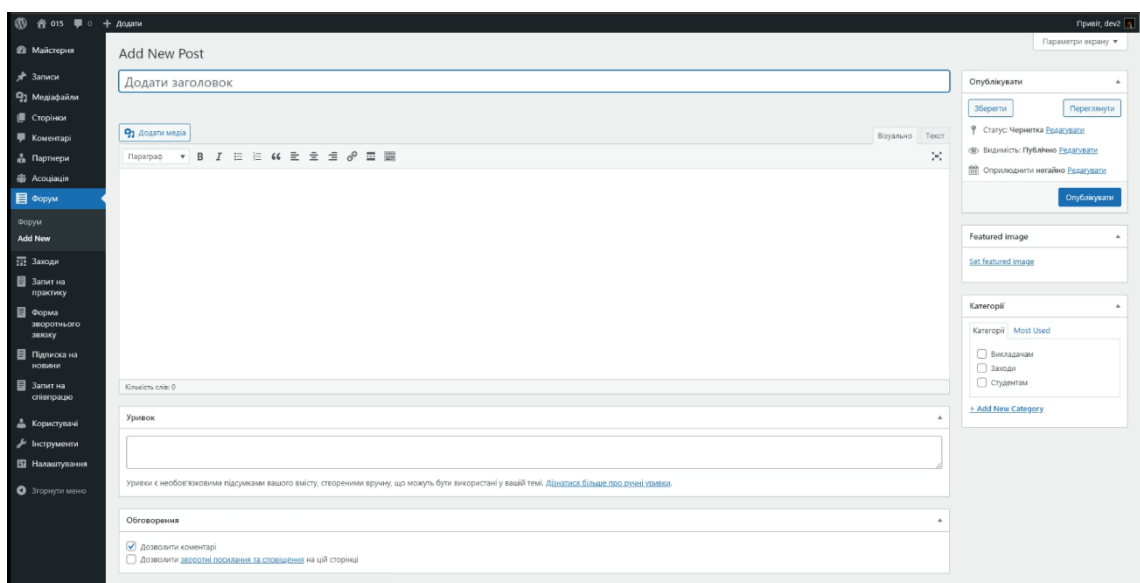 015 0 + Додати
Привіт, dev2
Майстерня
Записи
Медіафайли
Сторінки
Коментарі
Партнери
Асоціація
Форум
Форум
Add New
Заходи
Запит на
практику
Форма
зворотнього
звязку
Підписка на
новини
Запит на
співпрацю
Користувачі
Інструменти
Налаштування
Згорнути меню
Параметри екрану
Add New Post
Додати заголовок
Додати медіа
Візуально Текст
Параграф B I
Кількість слів: 0
Уривок
Уривки є необов'язковими підсумками вашого вмісту, створеними вручну, що можуть бути використані у вашій темі. Дізнатися більше про ручні уривки.
Обговорення
Дозволити коментарі
Дозволити зворотні посилання та сповіщення на цій сторінці
Опублікувати
Зберегти Переглянути
Статус: Чернетка Редагувати
Видимість: Публічно Редагувати
Оприлюднити негайно Редагувати
Опублікувати
Featured image
Set featured image
Категорії
Категорії Most Used
Викладачам
Заходи
Студентам
+ Add New Category